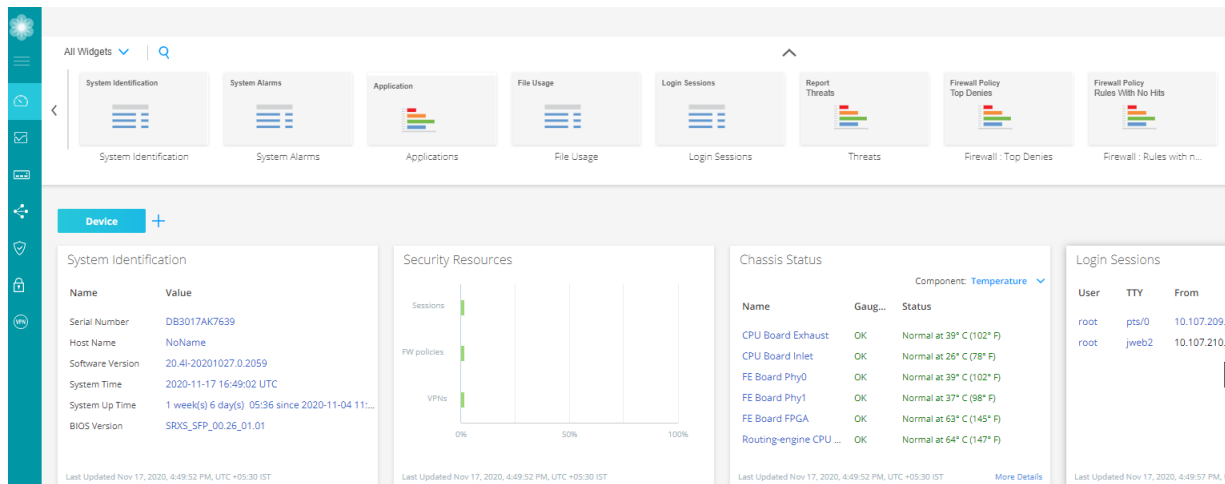 All Widgets
System Identification
System Alarms
Application
File Usage
Login Sessions
Report
Threats
Firewall Policy
Top Denies
Firewall Policy
Rules With No Hits
System Identification
System Alarms
Applications
File Usage
Login Sessions
Threats
Firewall : Top Denies
Firewall : Rules with n...
VPN
Device
System Identification
Name Value
Serial Number DB3017AK7639
Host Name NoName
Software Version 20.4I-20201027.0.2059
System Time 2020-11-17 16:49:02 UTC
System Up Time 1 week(s) 6 day(s) 05:36 since 2020-11-04 11:...
BIOS Version SRXS_SFP_00.26_01.01
Last Updated Nov 17, 2020, 4:49:52 PM, UTC +05:30 IST
Security Resources
Sessions
FW policies
VPNs
0% 50% 100%
Last Updated Nov 17, 2020, 4:49:52 PM, UTC +05:30 IST
Chassis Status
Component: Temperature
Name Gaug... Status
CPU Board Exhaust OK Normal at 39° C (102° F)
CPU Board Inlet OK Normal at 26° C (78° F)
FE Board Phy0 OK Normal at 39° C (102° F)
FE Board Phy1 OK Normal at 37° C (98° F)
FE Board FPGA OK Normal at 63° C (145° F)
Routing-engine CPU ... OK Normal at 64° C (147° F)
Last Updated Nov 17, 2020, 4:49:52 PM, UTC +05:30 IST More Details
Login Sessions
User TTY From
root pts/0 10.107.209.
root jweb2 10.107.210.
Last Updated Nov 17, 2020, 4:49:57 PM,